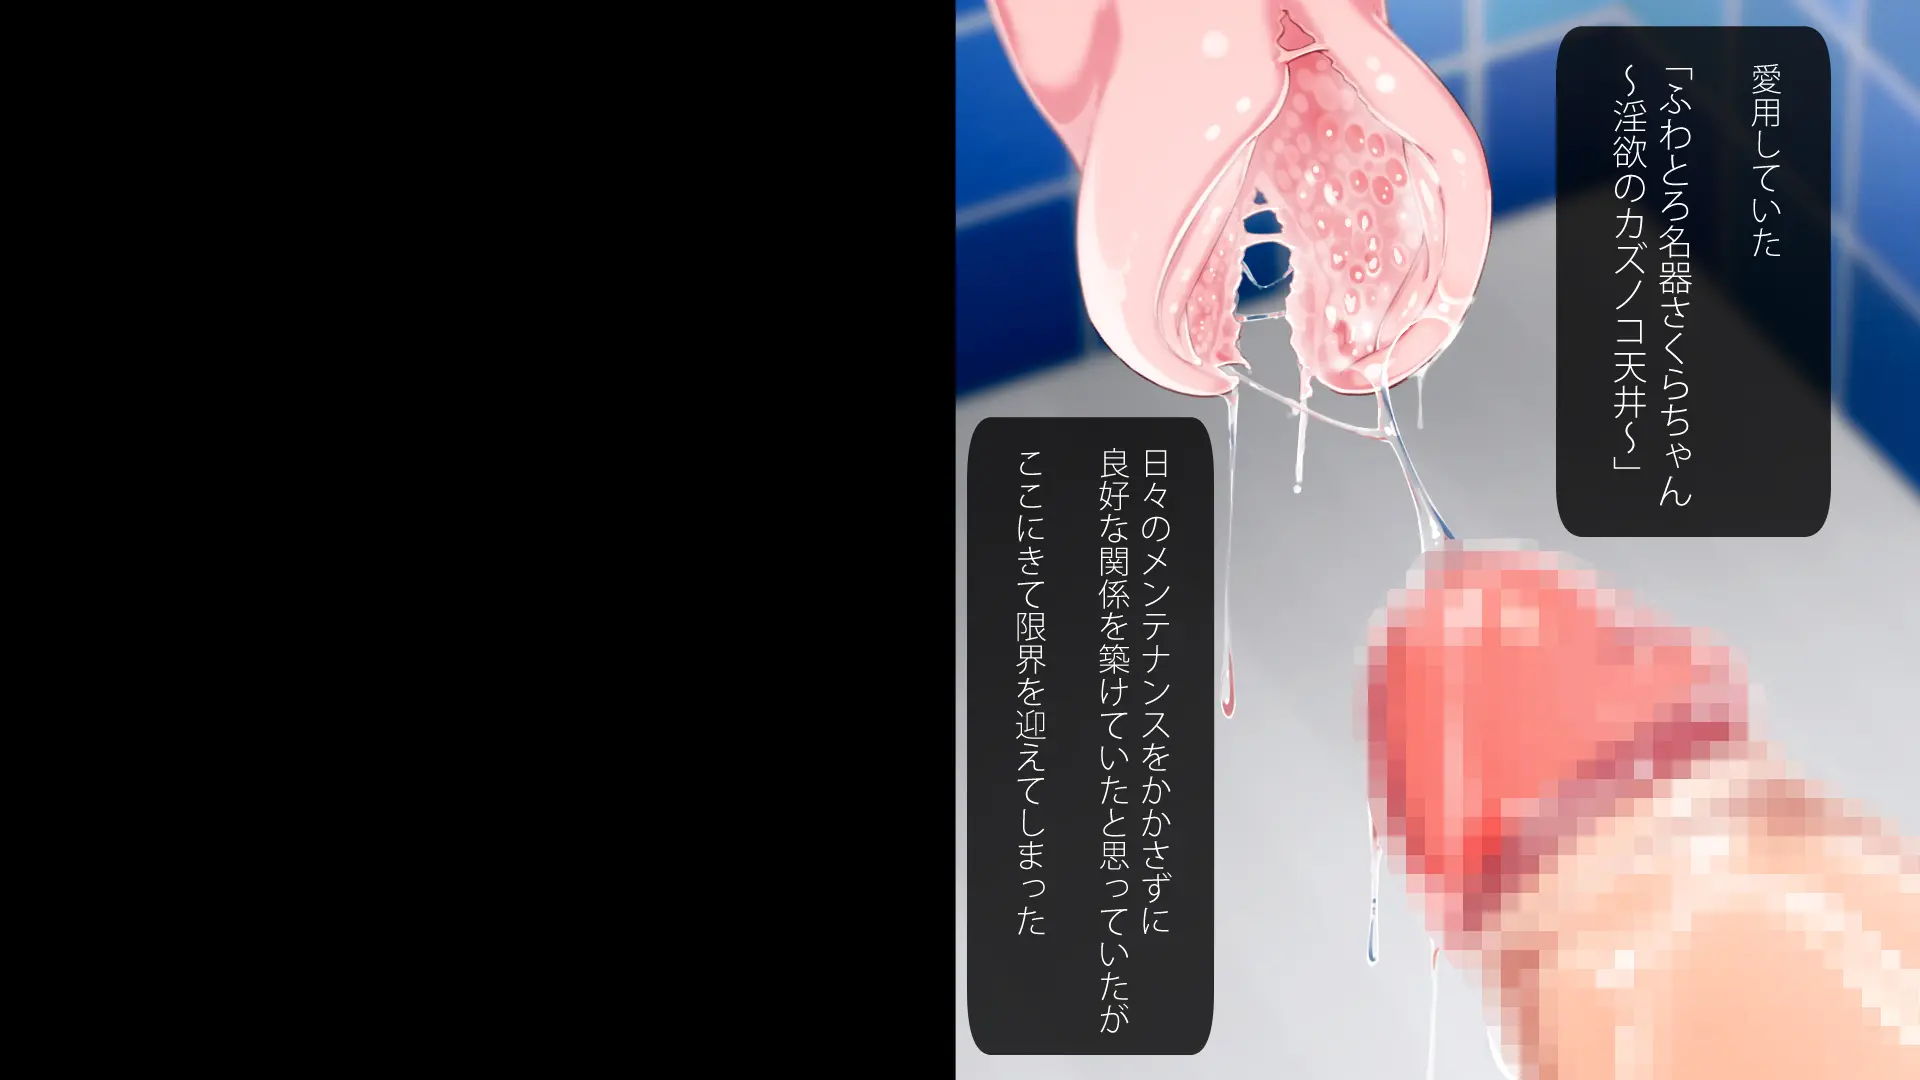 愛用していた
「ふわとろ名器さくらちゃん
～淫欲のカズノコ天井～」
日々のメンテナンスをかかさずに
良好な関係を築けていたと思っていたが
ここにきて限界を迎えてしまった